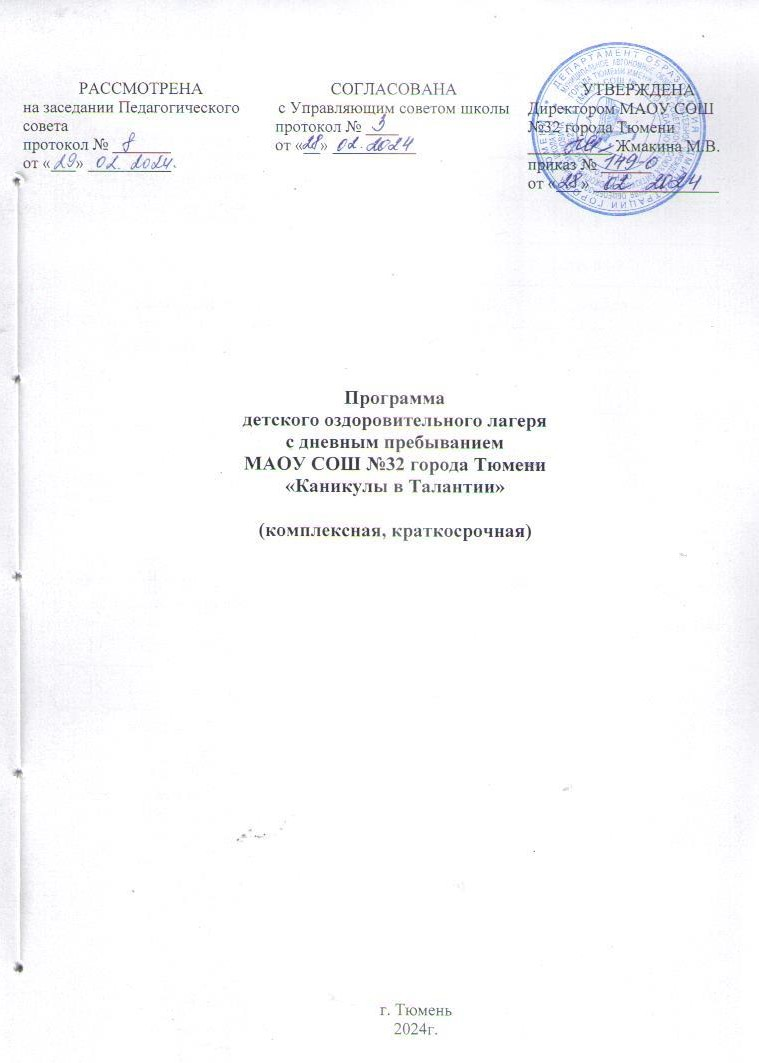 РАССМОТРЕНА
на заседании Педагогического
совета
протокол № 8
от «29» 02. 2024.
СОГЛАСОВАНА
с Управляющим советом школы
протокол № 3
от «28» 02. 2024
УТВЕРЖДЕНА
Директором МАОУ СОШ
№32 города Тюмени
Жмакина М.В.
приказ № 149-О
от «28» 02 2024
Программа
детского оздоровительного лагеря
с дневным пребыванием
МАОУ СОШ №32 города Тюмени
«Каникулы в Талантии»
(комплексная, краткосрочная)
г. Тюмень
2024г.